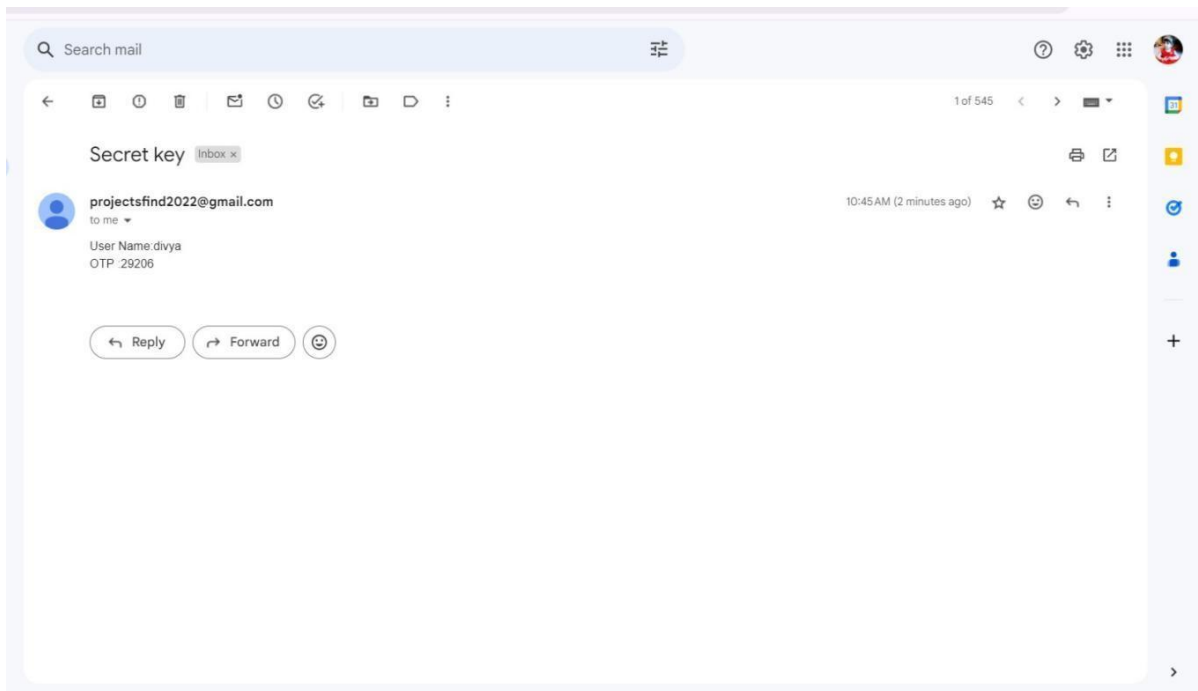 Search mail
1 of 545
Secret key Inbox ×
projectsfind2022@gmail.com
10:45 AM (2 minutes ago)
to me
User Name:divya
OTP :29206
Reply
Forward
31